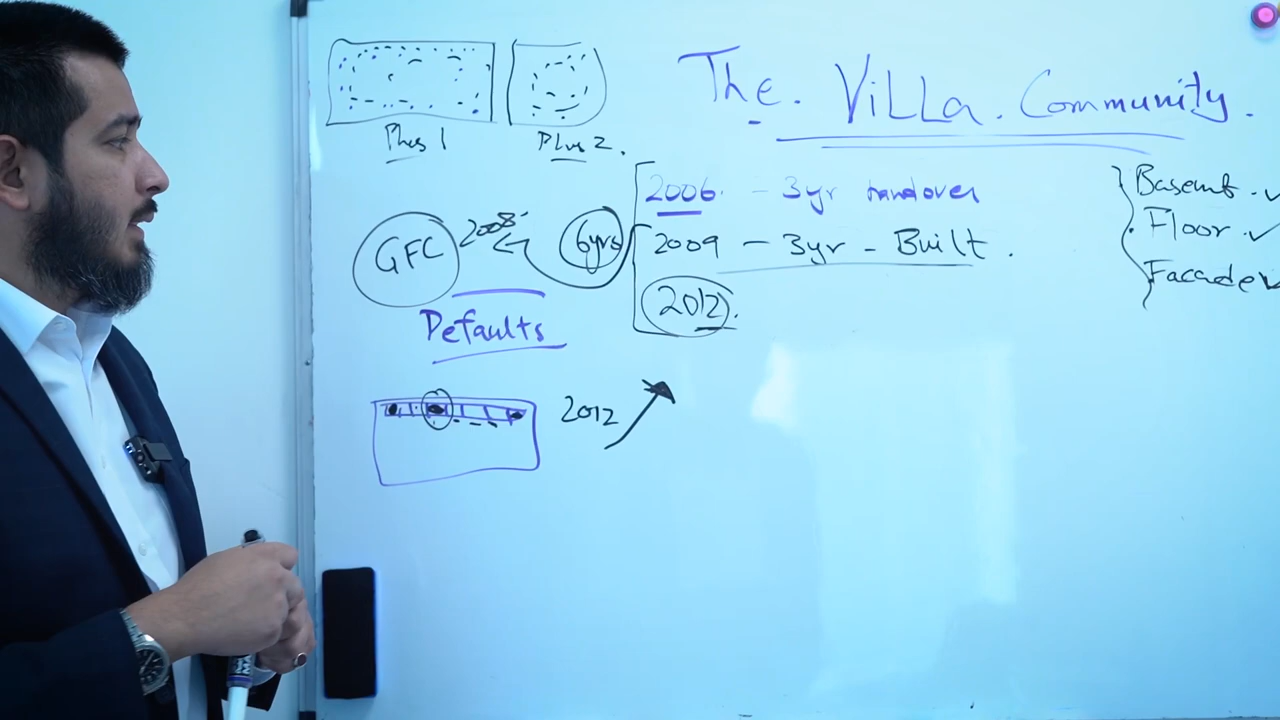 The. ViLLa. Community.
Phas 1
Plus 2.
2006. - 3yr Handover
2009 - 3yr - Built.
2012.
6yrs
2008.
GFC
Defaults
2012
Basemt. ✓
Floor. ✓
Facade ✓